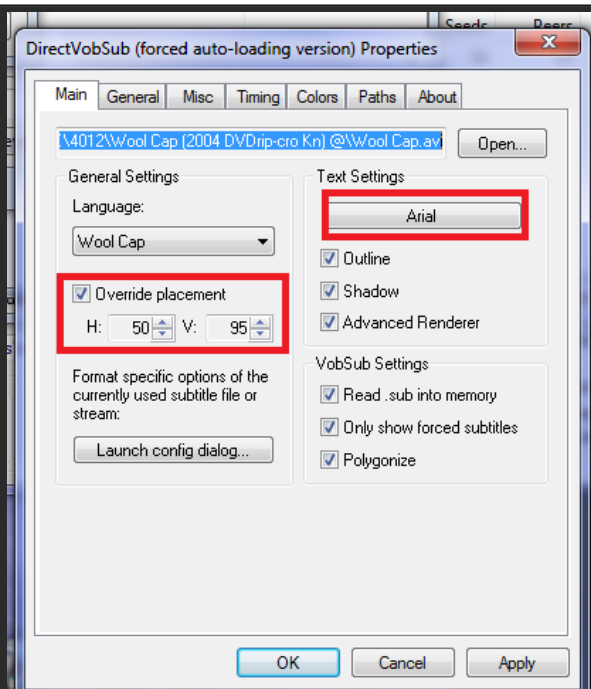 Seeds Peers
DirectVobSub (forced auto-loading version) Properties
Main General Misc Timing Colors Paths About
:\4012\Wool Cap (2004 DVDrip-cro Kn) @\Wool Cap.avi
Open...
General Settings
Language:
Wool Cap
Override placement
H: 50 V: 95
Format specific options of the
currently used subtitle file or
stream:
Launch config dialog...
Text Settings
Arial
Outline
Shadow
Advanced Renderer
VobSub Settings
Read .sub into memory
Only show forced subtitles
Polygonize
OK Cancel Apply